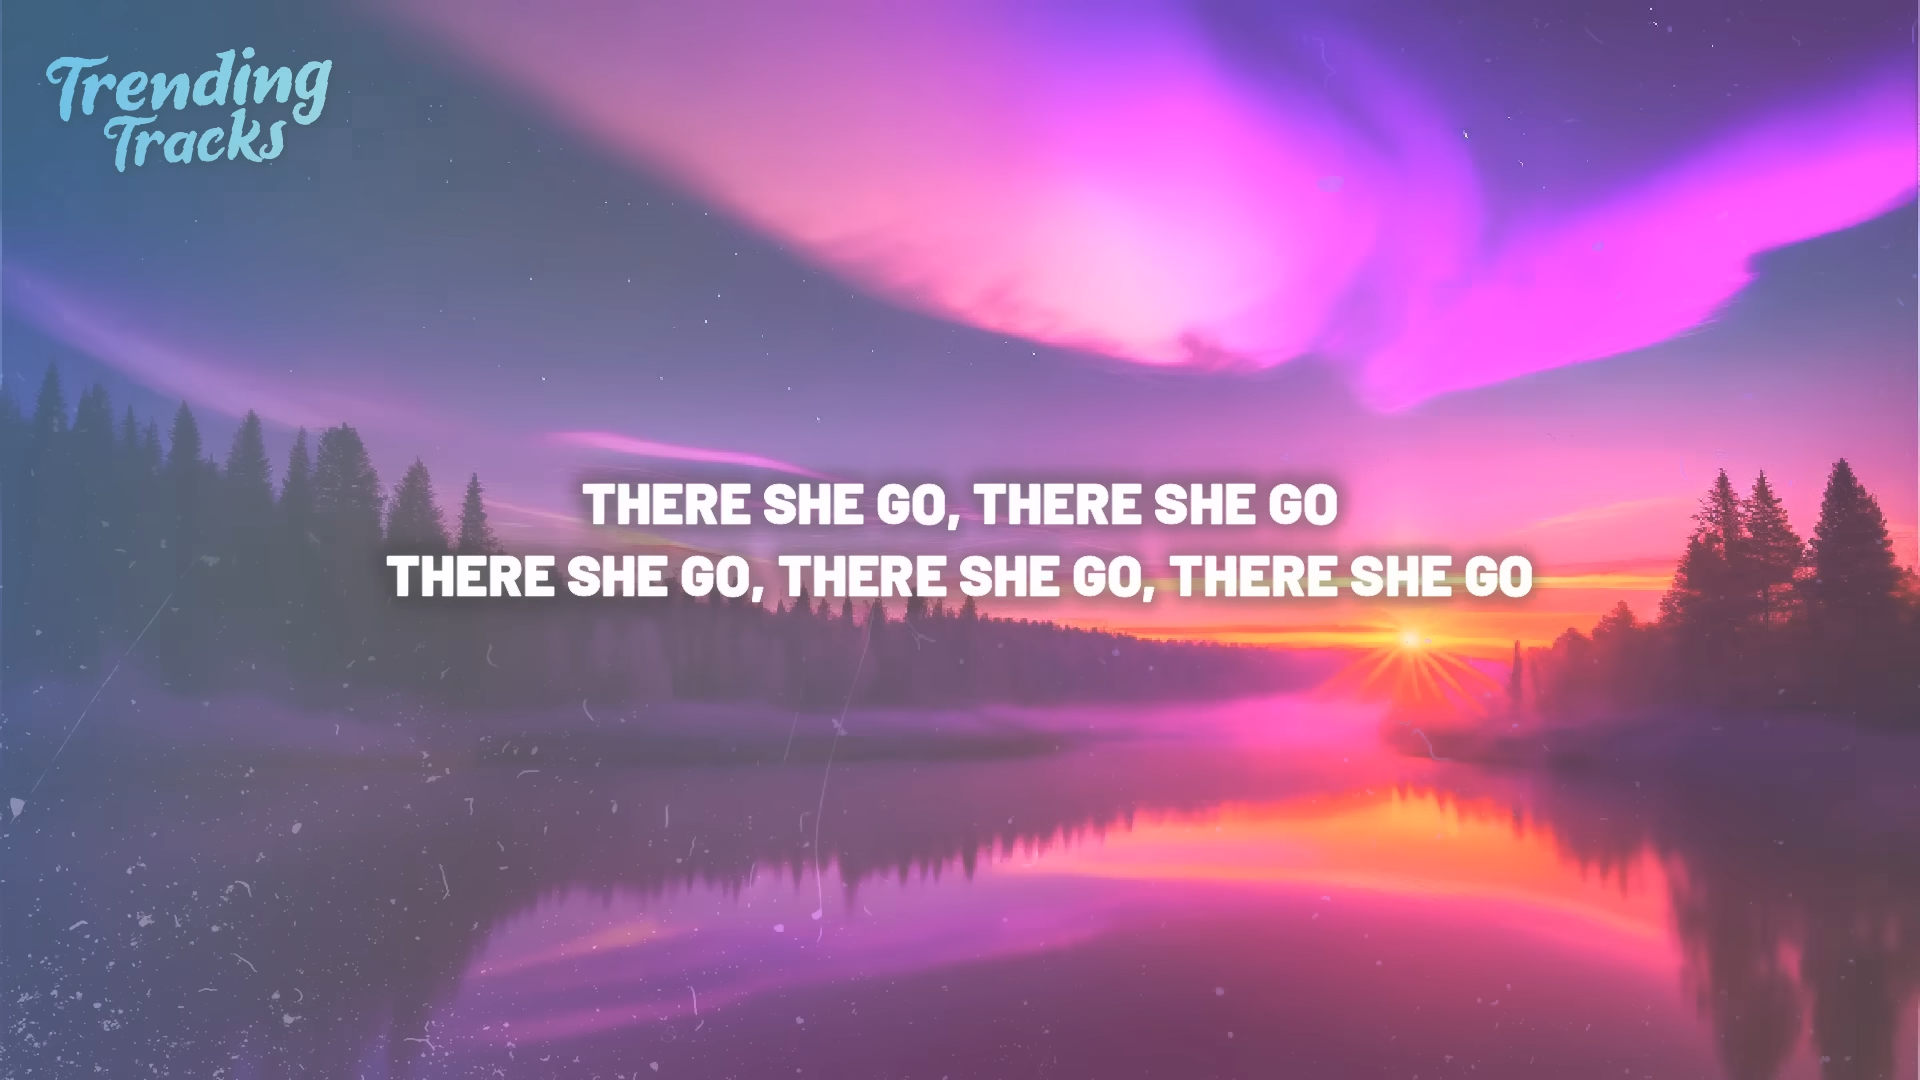 Trending
Tracks
THERE SHE GO, THERE SHE GO
THERE SHE GO, THERE SHE GO, THERE SHE GO